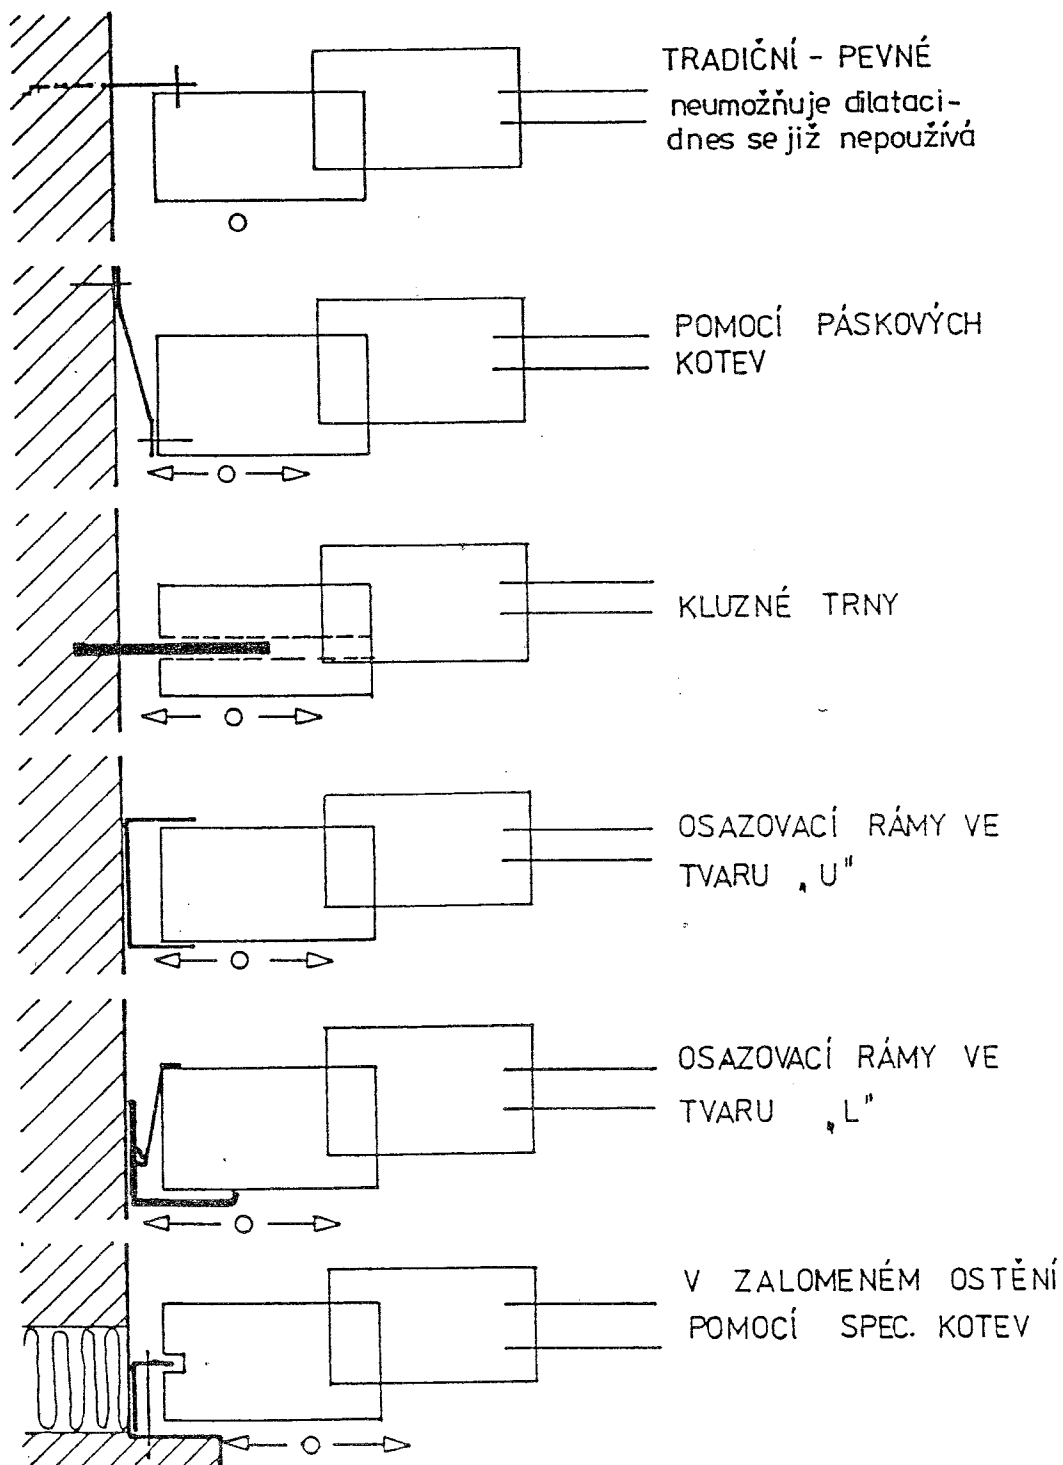 TRADIČNÍ - PEVNÉ
neumožňuje dilataci-
dnes se již nepoužívá
POMOCÍ PÁSKOVÝCH
KOTEV
KLUZNÉ TRNY
OSAZOVACÍ RÁMY VE
TVARU „U"
OSAZOVACÍ RÁMY VE
TVARU „L"
V ZALOMENÉM OSTĚNÍ
POMOCÍ SPEC. KOTEV